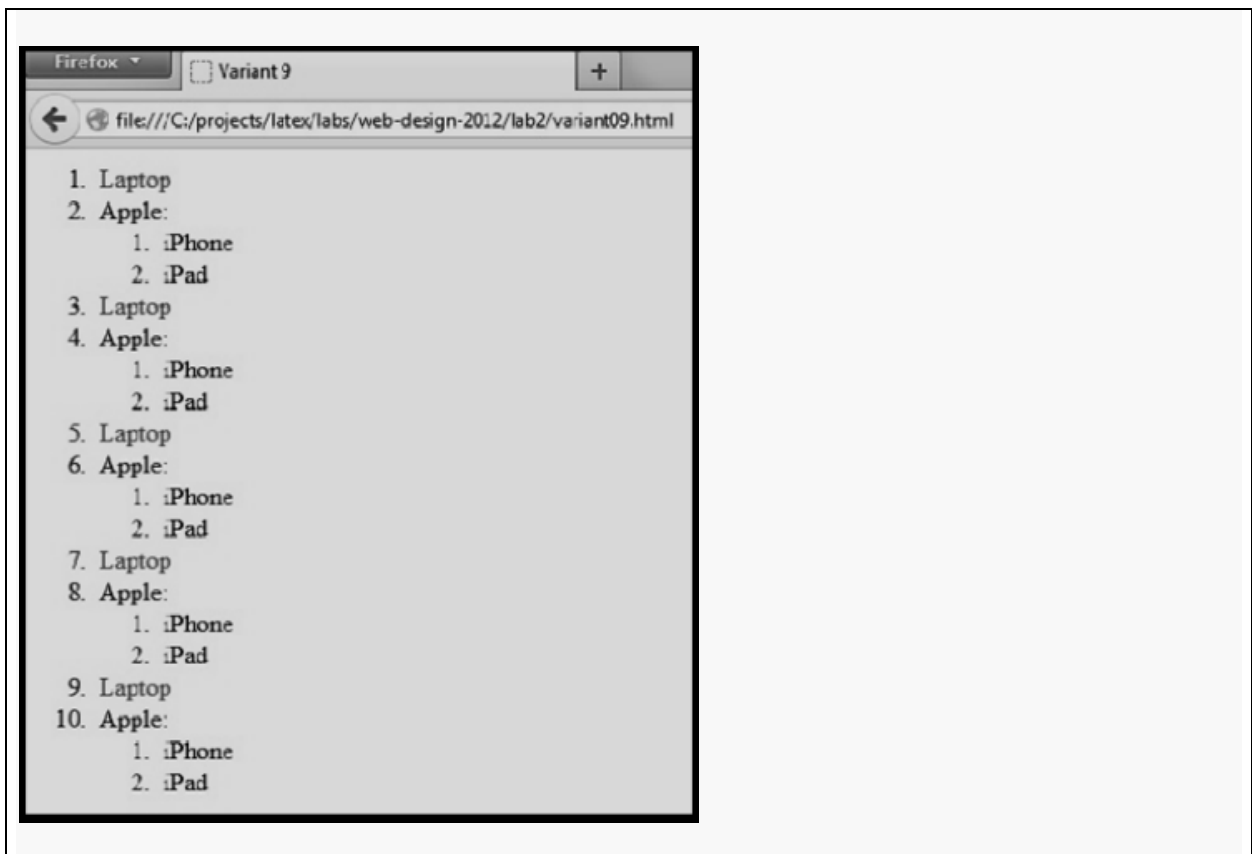 Firefox
Variant 9
+
file:///C:/projects/latex/labs/web-design-2012/lab2/variant09.html
1. Laptop
2. Apple:
1. iPhone
2. iPad
3. Laptop
4. Apple:
1. iPhone
2. iPad
5. Laptop
6. Apple:
1. iPhone
2. iPad
7. Laptop
8. Apple:
1. iPhone
2. iPad
9. Laptop
10. Apple:
1. iPhone
2. iPad